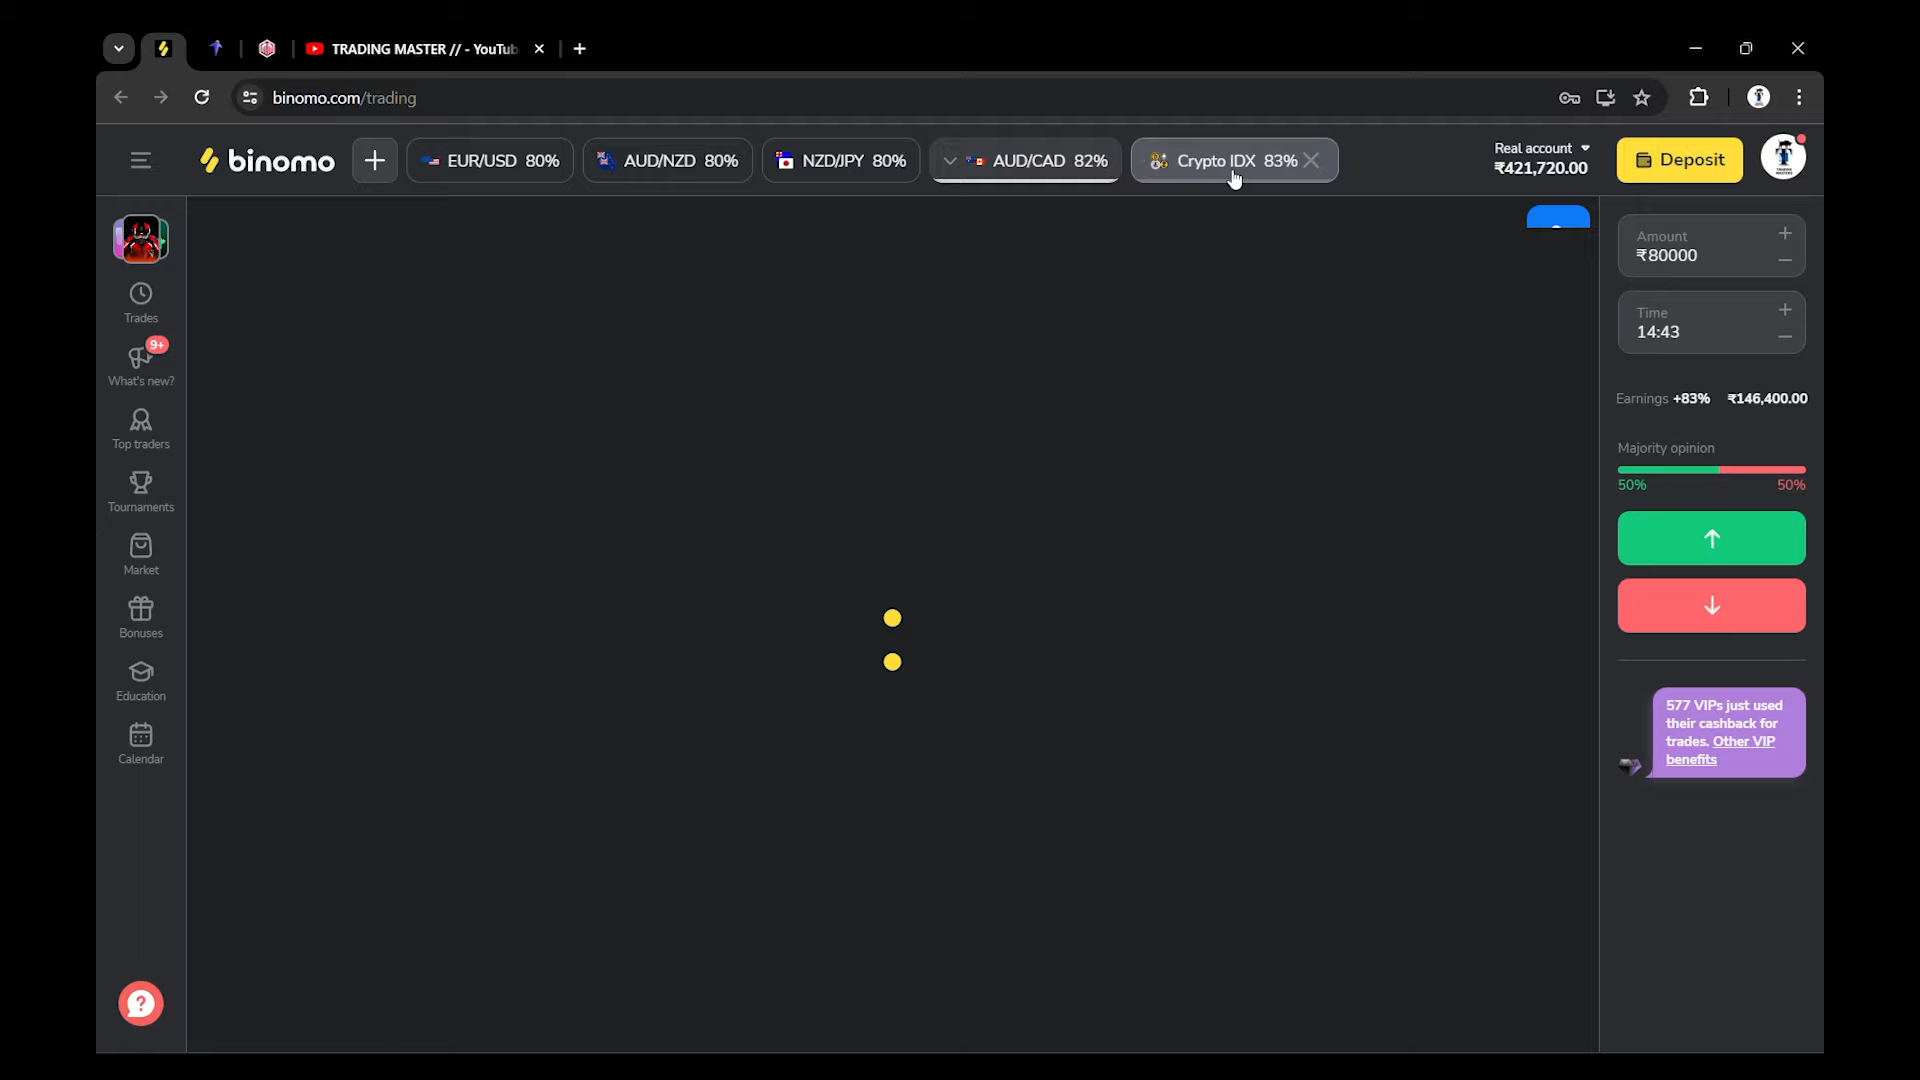 TRADING MASTER // - YouTub
binomo.com/trading
binomo
EUR/USD 80%
AUD/NZD 80%
NZD/JPY 80%
AUD/CAD 82%
Crypto IDX 83%
Real account
₹421,720.00
Deposit
Trades
9+
What's new?
Top traders
Tournaments
Market
Bonuses
Education
Calendar
?
Amount
₹80000
Time
14:43
Earnings +83% ₹146,400.00
Majority opinion
50% 50%
577 VIPs just used
their cashback for
trades. Other VIP
benefits